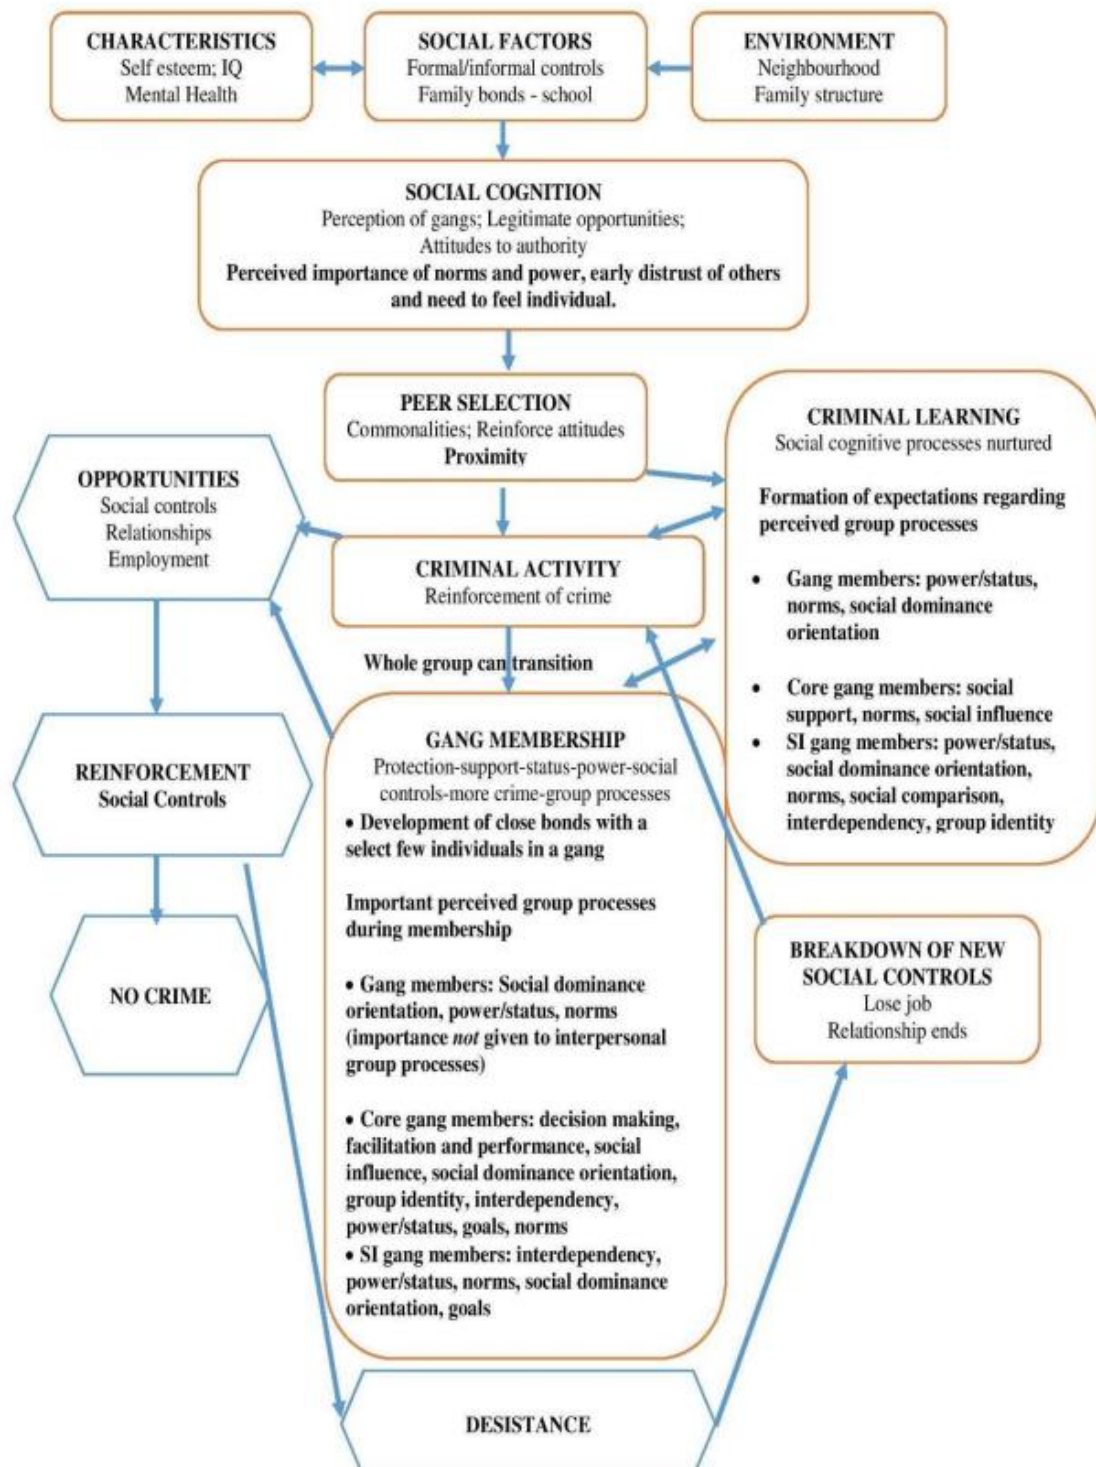 CHARACTERISTICS
Self esteem; IQ
Mental Health
SOCIAL FACTORS
Formal/informal controls
Family bonds - school
ENVIRONMENT
Neighbourhood
Family structure
SOCIAL COGNITION
Perception of gangs; Legitimate opportunities;
Attitudes to authority
Perceived importance of norms and power, early distrust of others
and need to feel individual.
PEER SELECTION
Commonalities; Reinforce attitudes
Proximity
CRIMINAL LEARNING
Social cognitive processes nurtured
Formation of expectations regarding
perceived group processes
• Gang members: power/status,
norms, social dominance
orientation
• Core gang members: social
support, norms, social influence
• SI gang members: power/status,
social dominance orientation,
norms, social comparison,
interdependency, group identity
OPPORTUNITIES
Social controls
Relationships
Employment
CRIMINAL ACTIVITY
Reinforcement of crime
Whole group can transition
REINFORCEMENT
Social Controls
GANG MEMBERSHIP
Protection-support-status-power-social
controls-more crime-group processes
• Development of close bonds with a
select few individuals in a gang
Important perceived group processes
during membership
• Gang members: Social dominance
orientation, power/status, norms
(importance not given to interpersonal
group processes)
• Core gang members: decision making,
facilitation and performance, social
influence, social dominance orientation,
group identity, interdependency,
power/status, goals, norms
• SI gang members: interdependency,
power/status, norms, social dominance
orientation, goals
NO CRIME
BREAKDOWN OF NEW
SOCIAL CONTROLS
Lose job
Relationship ends
DESISTANCE